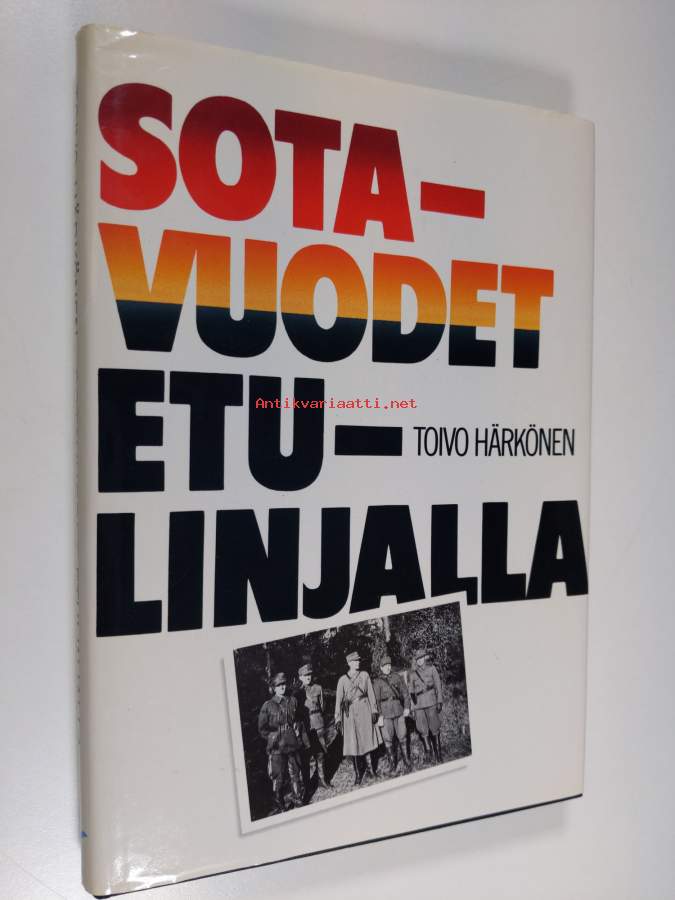 SOTA-
VUODET
ETU-
LINJALLA
TOIVO HÄRKÖNEN
Antikvariaatti.net